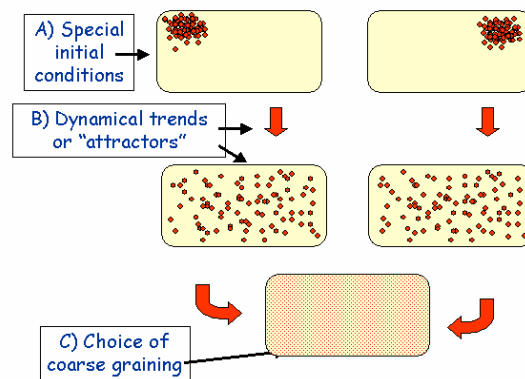 A) Special
initial
conditions
B) Dynamical trends
or “attractors”
C) Choice of
coarse graining